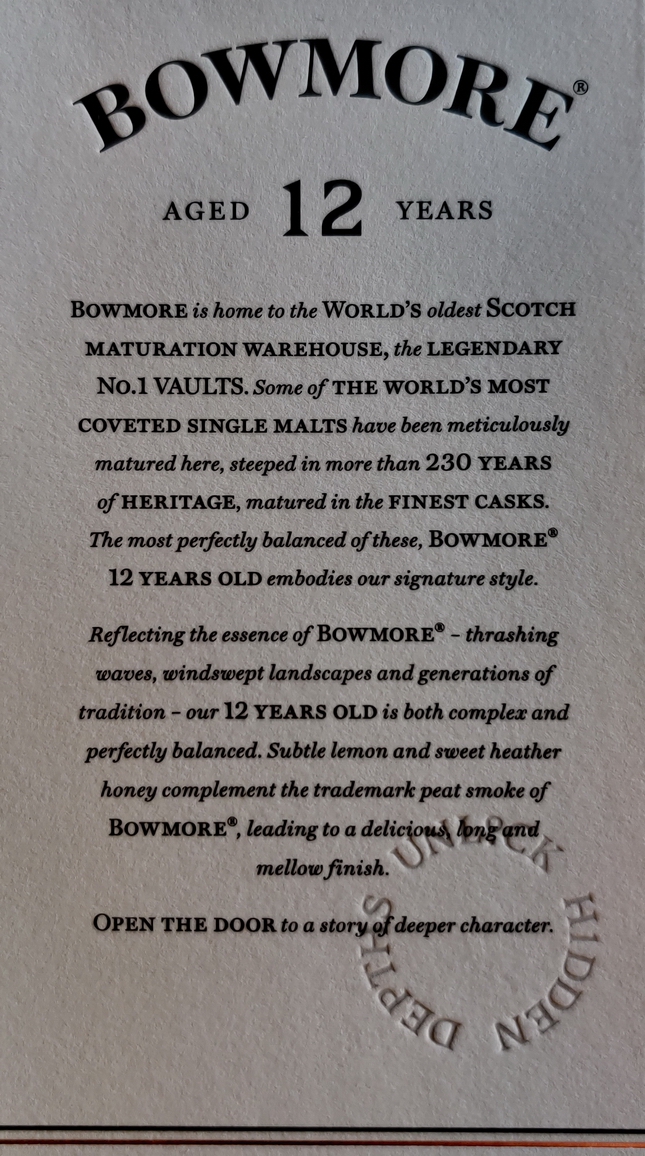 BOWMORE®
AGED 12 YEARS
BOWMORE is home to the WORLD'S oldest SCOTCH
MATURATION WAREHOUSE, the LEGENDARY
No.1 VAULTS. Some of THE WORLD'S MOST
COVETED SINGLE MALTS have been meticulously
matured here, steeped in more than 230 YEARS
of HERITAGE, matured in the FINEST CASKS.
The most perfectly balanced of these, BOWMORE®
12 YEARS OLD embodies our signature style.
Reflecting the essence of BOWMORE® – thrashing
waves, windswept landscapes and generations of
tradition – our 12 YEARS OLD is both complex and
perfectly balanced. Subtle lemon and sweet heather
honey complement the trademark peat smoke of
BOWMORE®, leading to a delicious, long and
mellow finish.
OPEN THE DOOR to a story of deeper character.
UNLOCK HIDDEN DEPTHS